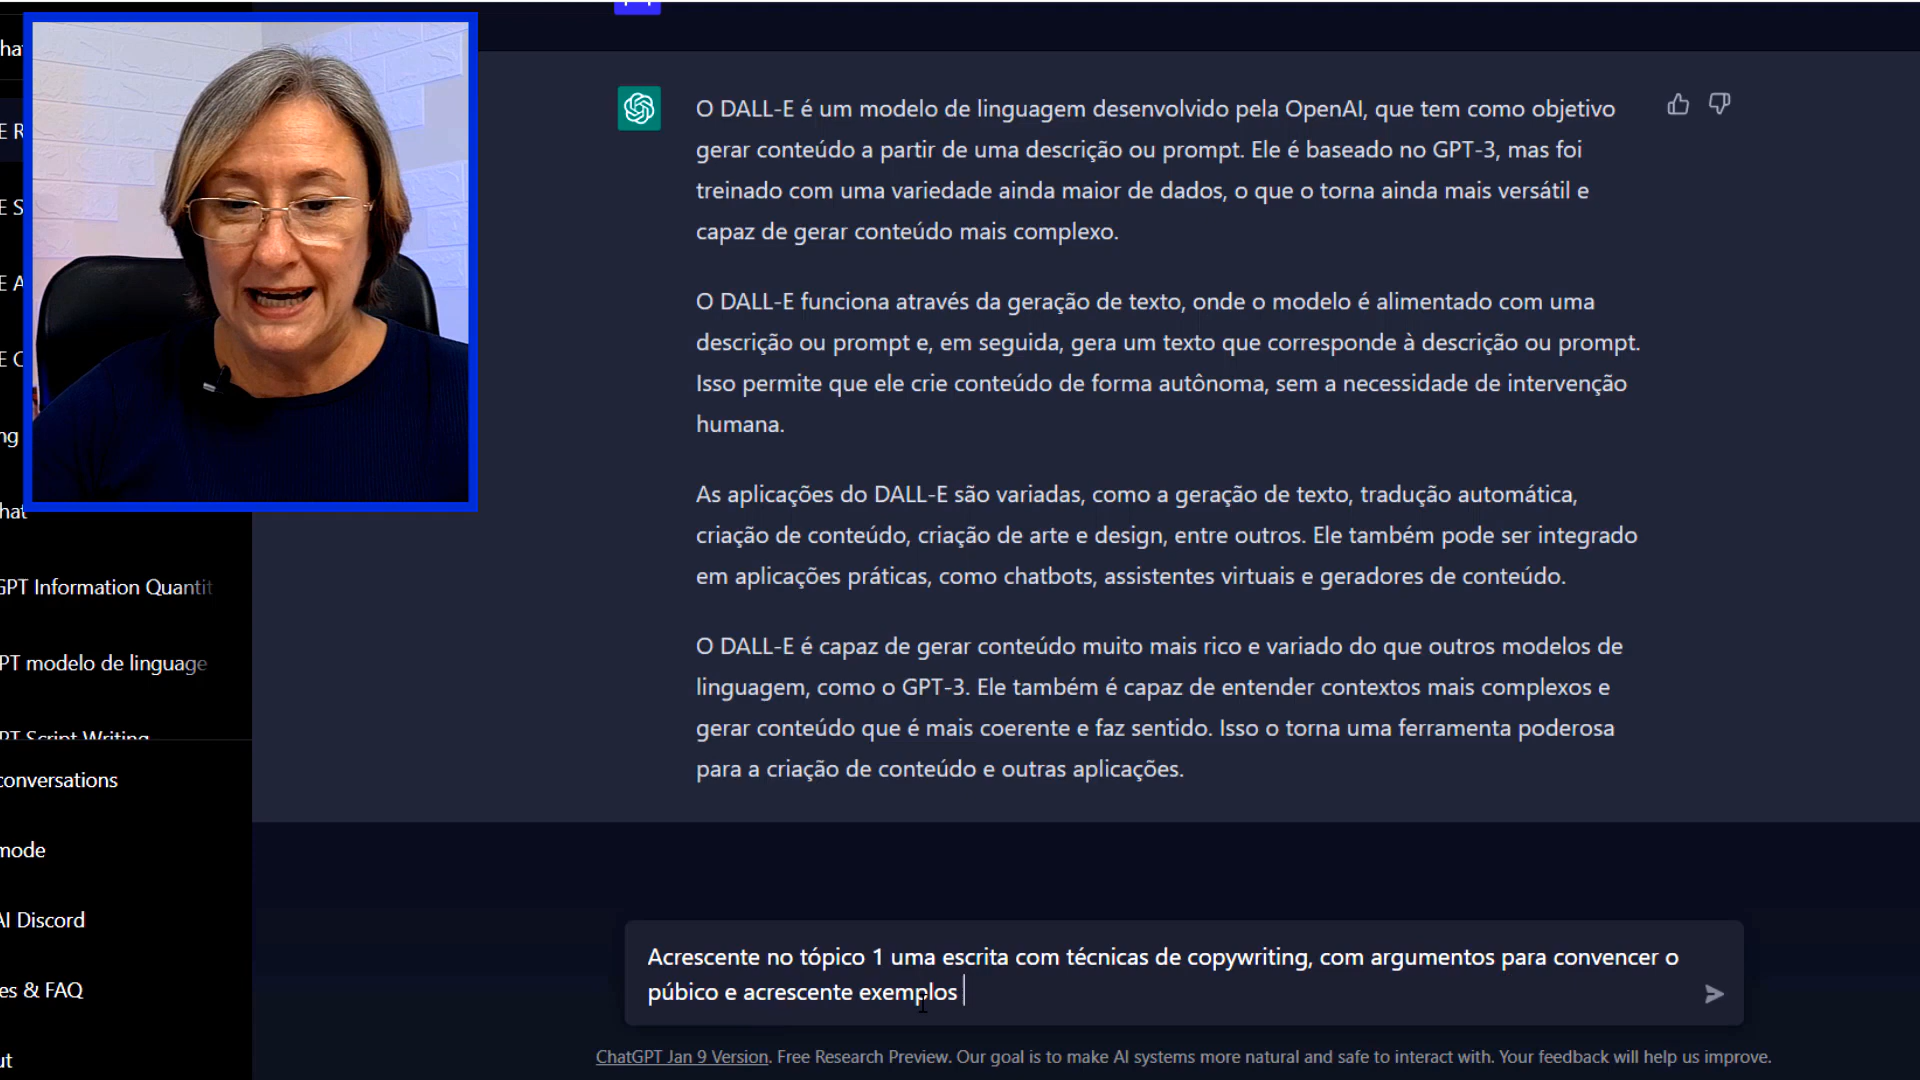 O DALL-E é um modelo de linguagem desenvolvido pela OpenAI, que tem como objetivo
gerar conteúdo a partir de uma descrição ou prompt. Ele é baseado no GPT-3, mas foi
treinado com uma variedade ainda maior de dados, o que o torna ainda mais versátil e
capaz de gerar conteúdo mais complexo.
O DALL-E funciona através da geração de texto, onde o modelo é alimentado com uma
descrição ou prompt e, em seguida, gera um texto que corresponde à descrição ou prompt.
Isso permite que ele crie conteúdo de forma autônoma, sem a necessidade de intervenção
humana.
As aplicações do DALL-E são variadas, como a geração de texto, tradução automática,
criação de conteúdo, criação de arte e design, entre outros. Ele também pode ser integrado
em aplicações práticas, como chatbots, assistentes virtuais e geradores de conteúdo.
O DALL-E é capaz de gerar conteúdo muito mais rico e variado do que outros modelos de
linguagem, como o GPT-3. Ele também é capaz de entender contextos mais complexos e
gerar conteúdo que é mais coerente e faz sentido. Isso o torna uma ferramenta poderosa
para a criação de conteúdo e outras aplicações.
Acrescente no tópico 1 uma escrita com técnicas de copywriting, com argumentos para convencer o
púbico e acrescente exemplos
ChatGPT Jan 9 Version. Free Research Preview. Our goal is to make AI systems more natural and safe to interact with. Your feedback will help us improve.
ha
E R
E S
E A
E C
ng
hat
GPT Information Quantit
PT modelo de linguage
PT Script Writing
conversations
mode
AI Discord
es & FAQ
ut